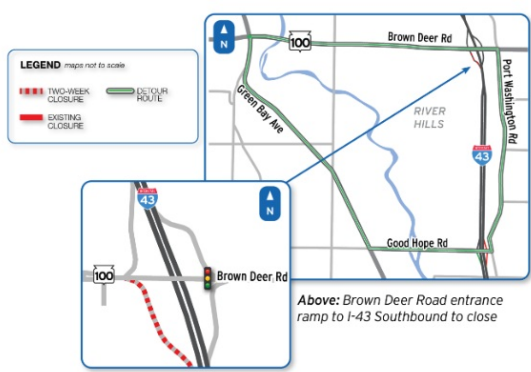 LEGEND maps not to scale
TWO-WEEK
CLOSURE
DETOUR
ROUTE
EXISTING
CLOSURE
N
100
Brown Deer Rd
Port Washington Rd
Green Bay Ave
RIVER
HILLS
43
Good Hope Rd
43
N
100
Brown Deer Rd
Above: Brown Deer Road entrance
ramp to I-43 Southbound to close